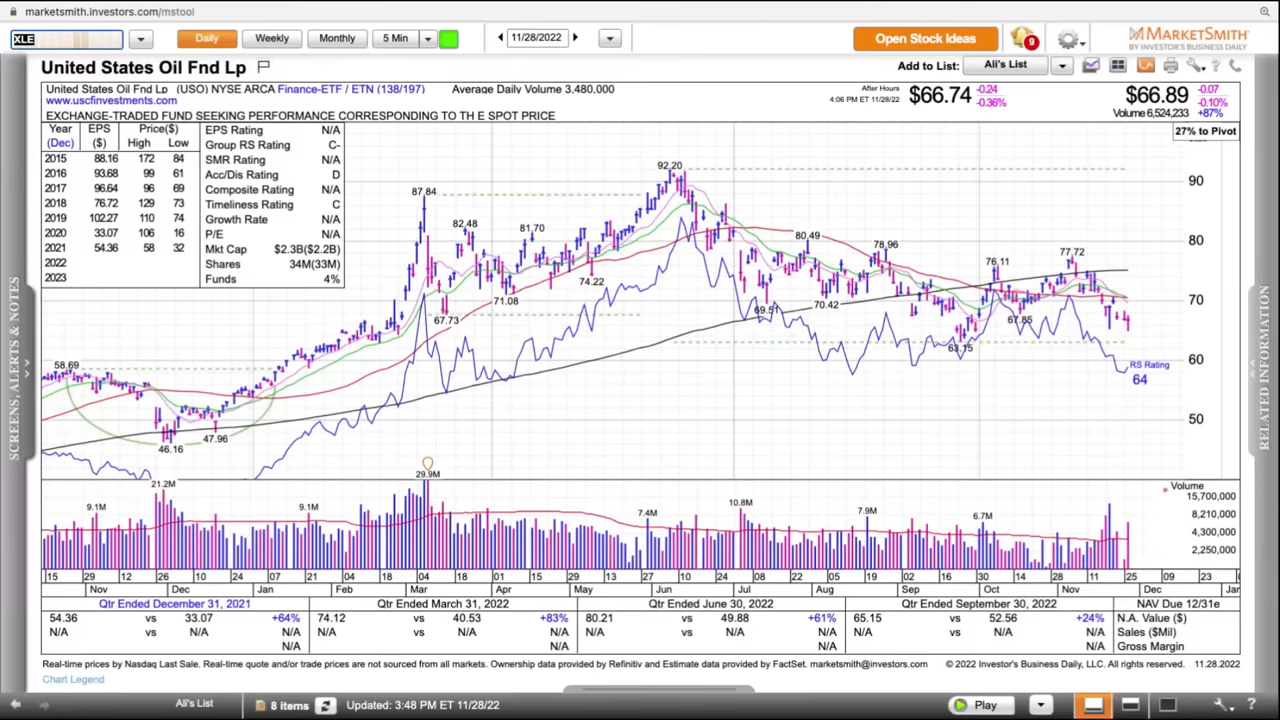 marketsmith.investors.com/mstool
XLE
Daily
Weekly
Monthly
5 Min
11/28/2022
Open Stock Ideas
9
MARKETSMITH
BY INVESTOR'S BUSINESS DAILY
United States Oil Fnd Lp
Add to List:
Ali's List
United States Oil Fnd Lp (USO) NYSE ARCA Finance-ETF / ETN (138/197) Average Daily Volume 3,480,000
www.uscfinvestments.com
EXCHANGE-TRADED FUND SEEKING PERFORMANCE CORRESPONDING TO TH E SPOT PRICE
After Hours
4:06 PM ET 11/28/22
$66.74 -0.24
-0.36%
$66.89 -0.07
-0.10%
Volume 6,524,233 +87%
27% to Pivot
Year EPS Price($)
(Dec) ($) High Low
2015 88.16 172 84
2016 93.68 99 61
2017 96.64 96 69
2018 76.72 129 73
2019 102.27 110 74
2020 33.07 106 16
2021 54.36 58 32
2022
2023
EPS Rating N/A
Group RS Rating C-
SMR Rating N/A
Acc/Dis Rating D
Composite Rating N/A
Timeliness Rating C
Growth Rate N/A
P/E N/A
Mkt Cap $2.3B($2.2B)
Shares 34M(33M)
Funds 4%
92.20
87.84
82.48
81.70
80.49
78.96
77.72
76.11
74.22
71.08
70.42
69.51
67.85
67.73
63.15
58.69
47.96
46.16
90
80
70
60
50
RS Rating
64
29.9M
21.2M
9.1M
9.1M
7.4M
10.8M
7.9M
6.7M
Volume
15,700,000
8,210,000
4,300,000
2,250,000
15 29 12 26 10 24 07 21 04 18 04 18 01 15 29 13 27 10 24 08 22 05 19 02 16 30 14 28 11 25 09 23
Nov Dec Jan Feb Mar Apr May Jun Jul Aug Sep Oct Nov Dec Jan
Qtr Ended December 31, 2021 Qtr Ended March 31, 2022 Qtr Ended June 30, 2022 Qtr Ended September 30, 2022 NAV Due 12/31e
54.36 vs 33.07 +64% 74.12 vs 40.53 +83% 80.21 vs 49.88 +61% 65.15 vs 52.56 +24% N.A. Value ($)
N/A vs N/A N/A N/A vs N/A N/A N/A vs N/A N/A N/A vs N/A N/A Sales ($Mil)
N/A N/A N/A N/A Gross Margin
Real-time prices by Nasdaq Last Sale. Real-time quote and/or trade prices are not sourced from all markets. Ownership data provided by Refinitiv and Estimate data provided by FactSet. marketsmith@investors.com © 2022 Investor's Business Daily, LLC. All rights reserved. 11.28.2022
Chart Legend
SCREENS, ALERTS & NOTES
RELATED INFORMATION
Ali's List
8 items
Updated: 3:48 PM ET 11/28/22
Play